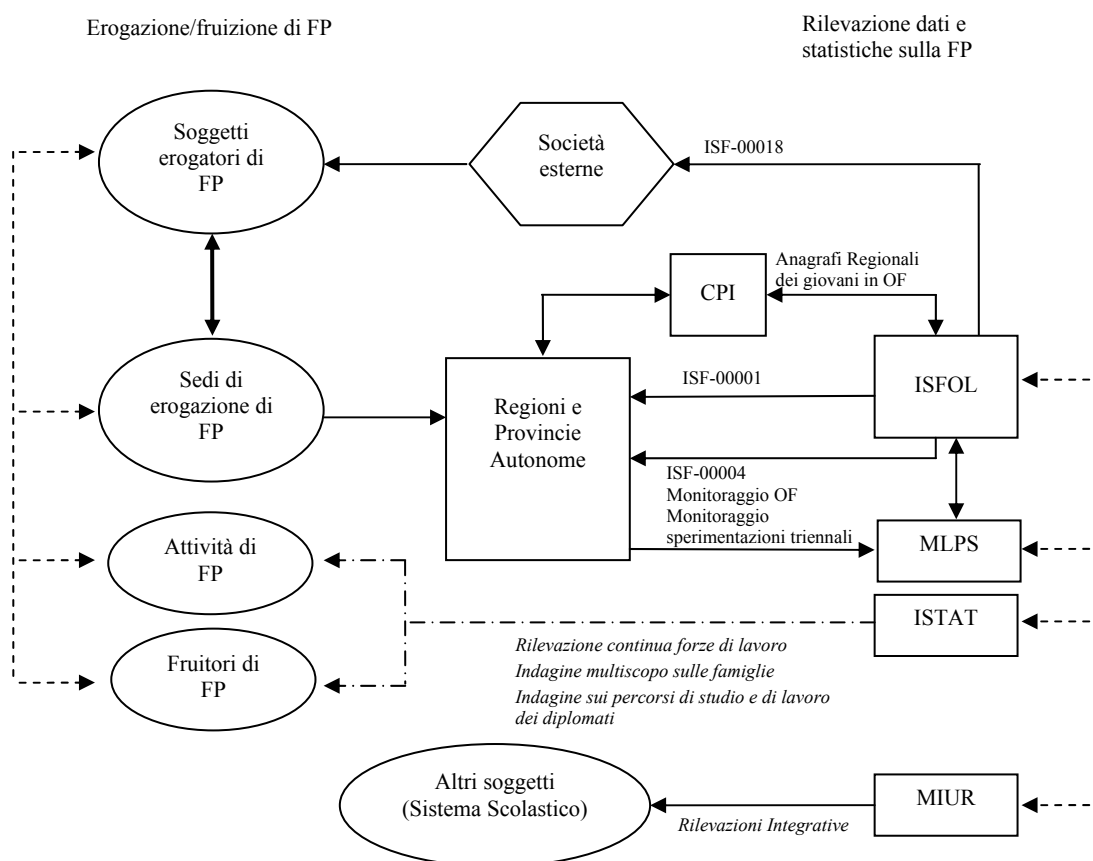 Erogazione/fruizione di FP
Rilevazione dati e
statistiche sulla FP
Soggetti
erogatori di
FP
Società
esterne
ISF-00018
CPI
Anagrafi Regionali
dei giovani in OF
Sedi di
erogazione di
FP
Regioni e
Provincie
Autonome
ISF-00001
ISFOL
ISF-00004
Monitoraggio OF
Monitoraggio
sperimentazioni triennali
MLPS
Attività di
FP
ISTAT
Rilevazione continua forze di lavoro
Indagine multiscopo sulle famiglie
Indagine sui percorsi di studio e di lavoro
dei diplomati
Fruitori di
FP
Altri soggetti
(Sistema Scolastico)
MIUR
Rilevazioni Integrative